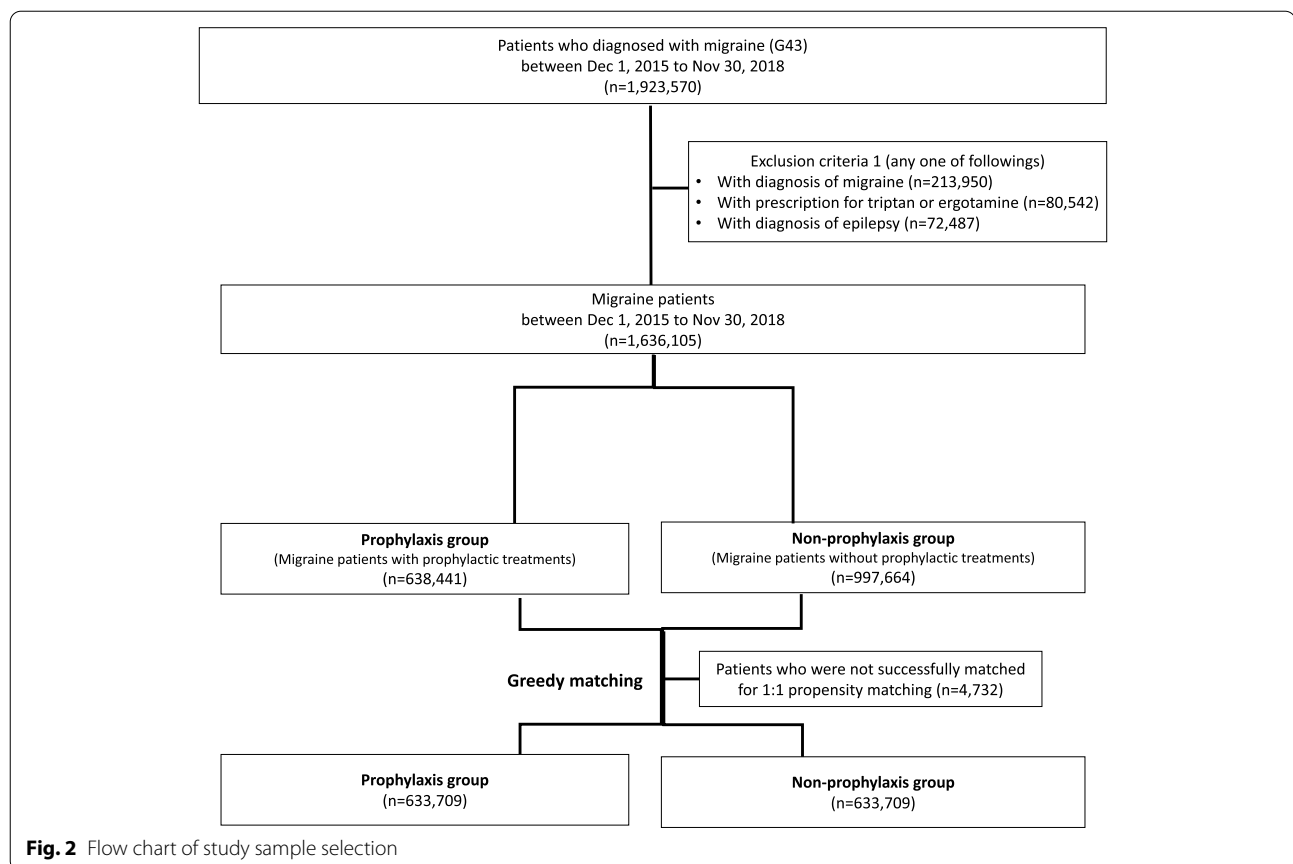 Patients who diagnosed with migraine (G43)
between Dec 1, 2015 to Nov 30, 2018
(n=1,923,570)
Exclusion criteria 1 (any one of followings)
• With diagnosis of migraine (n=213,950)
• With prescription for triptan or ergotamine (n=80,542)
• With diagnosis of epilepsy (n=72,487)
Migraine patients
between Dec 1, 2015 to Nov 30, 2018
(n=1,636,105)
Prophylaxis group
(Migraine patients with prophylactic treatments)
(n=638,441)
Non-prophylaxis group
(Migraine patients without prophylactic treatments)
(n=997,664)
Greedy matching
Patients who were not successfully matched
for 1:1 propensity matching (n=4,732)
Prophylaxis group
(n=633,709)
Non-prophylaxis group
(n=633,709)
Fig. 2 Flow chart of study sample selection